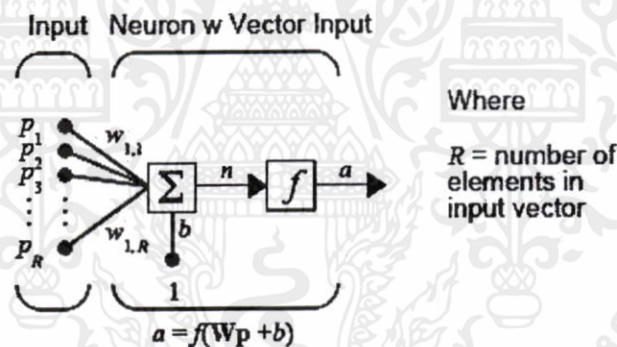 Input Neuron w Vector Input
p1
p2
p3
pR
w1,1
w1,R
Σ
n
f
a
b
1
a = f(Wp +b)
Where
R = number of
elements in
input vector